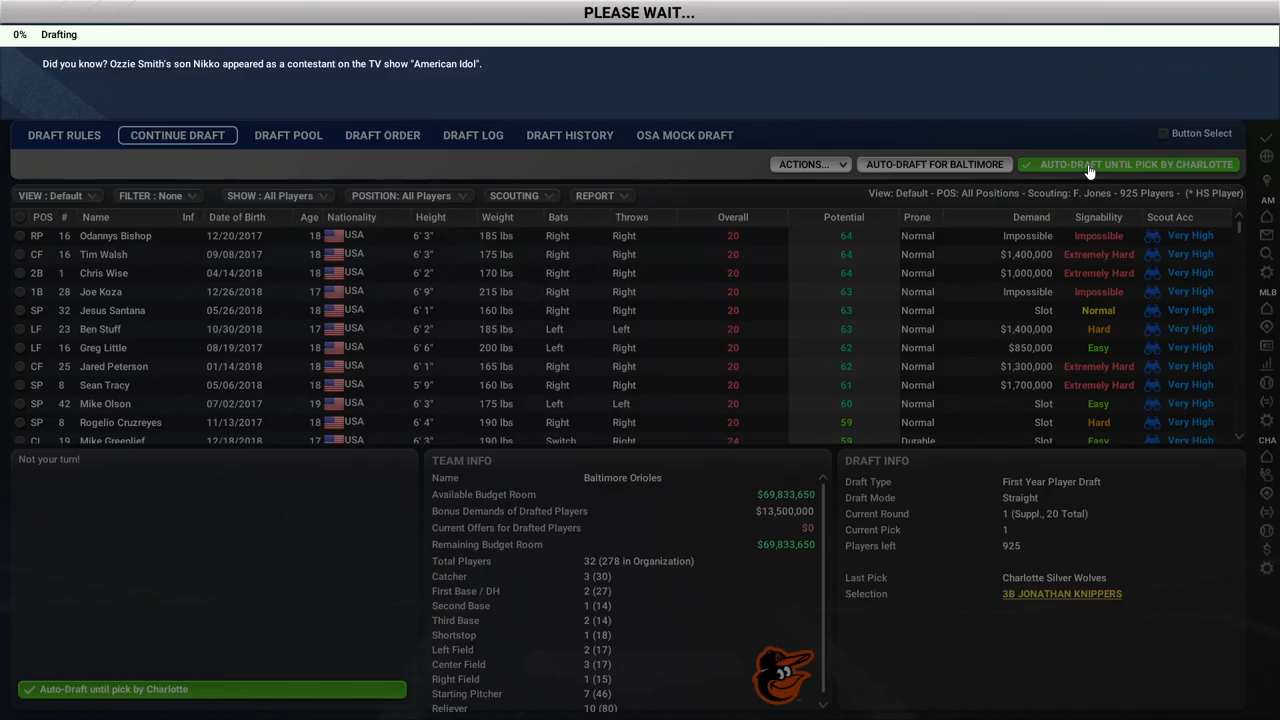 PLEASE WAIT...
0% Drafting
Did you know? Ozzie Smith's son Nikko appeared as a contestant on the TV show "American Idol".
DRAFT RULES CONTINUE DRAFT DRAFT POOL DRAFT ORDER DRAFT LOG DRAFT HISTORY OSA MOCK DRAFT Button Select
ACTIONS... AUTO-DRAFT FOR BALTIMORE AUTO-DRAFT UNTIL PICK BY CHARLOTTE
VIEW : Default FILTER : None SHOW : All Players POSITION: All Players SCOUTING REPORT View: Default - POS: All Positions - Scouting: F. Jones - 925 Players - (* HS Player)
Inf POS # Name Inf Date of Birth Age Nationality Height Weight Bats Throws Overall Potential Prone Demand Signability Scout Acc
RP 16 Odannys Bishop 12/20/2017 18 USA 6' 3" 185 lbs Right Right 20 64 Normal Impossible Impossible Very High
CF 16 Tim Walsh 09/08/2017 18 USA 6' 3" 175 lbs Right Right 20 64 Normal $1,400,000 Extremely Hard Very High
2B 1 Chris Wise 04/14/2018 18 USA 6' 2" 170 lbs Right Right 20 64 Normal $1,000,000 Extremely Hard Very High
1B 28 Joe Koza 12/26/2018 17 USA 6' 9" 215 lbs Right Right 20 63 Normal Impossible Impossible Very High
SP 32 Jesus Santana 05/26/2018 18 USA 6' 1" 160 lbs Right Right 20 63 Normal Slot Normal Very High
LF 23 Ben Stuff 10/30/2018 17 USA 6' 2" 185 lbs Left Left 20 63 Normal $1,400,000 Hard Very High
LF 16 Greg Little 08/19/2017 18 USA 6' 6" 200 lbs Left Right 20 62 Normal $850,000 Easy Very High
CF 25 Jared Peterson 01/14/2018 18 USA 6' 1" 165 lbs Right Right 20 62 Normal $1,300,000 Extremely Hard Very High
SP 8 Sean Tracy 05/06/2018 18 USA 5' 9" 160 lbs Right Right 20 61 Normal $1,700,000 Extremely Hard Very High
SP 42 Mike Olson 07/02/2017 19 USA 6' 3" 175 lbs Left Left 20 60 Normal Slot Easy Very High
SP 8 Rogelio Cruzreyes 11/13/2017 18 USA 6' 4" 190 lbs Right Right 20 59 Normal Slot Hard Very High
CL 19 Mike Greenlief 12/18/2018 17 USA 6' 3" 190 lbs Switch Right 24 59 Durable Slot Easy Very High
Not your turn!
Auto-Draft until pick by Charlotte
TEAM INFO
Name Baltimore Orioles
Available Budget Room $69,833,650
Bonus Demands of Drafted Players $13,500,000
Current Offers for Drafted Players $0
Remaining Budget Room $69,833,650
Total Players 32 (278 in Organization)
Catcher 3 (30)
First Base / DH 2 (27)
Second Base 1 (14)
Third Base 2 (14)
Shortstop 1 (18)
Left Field 2 (17)
Center Field 3 (17)
Right Field 1 (15)
Starting Pitcher 7 (46)
Reliever 10 (80)
DRAFT INFO
Draft Type First Year Player Draft
Draft Mode Straight
Current Round 1 (Suppl., 20 Total)
Current Pick 1
Players left 925
Last Pick Charlotte Silver Wolves
Selection 3B JONATHAN KNIPPERS
AM
MLB
CHA